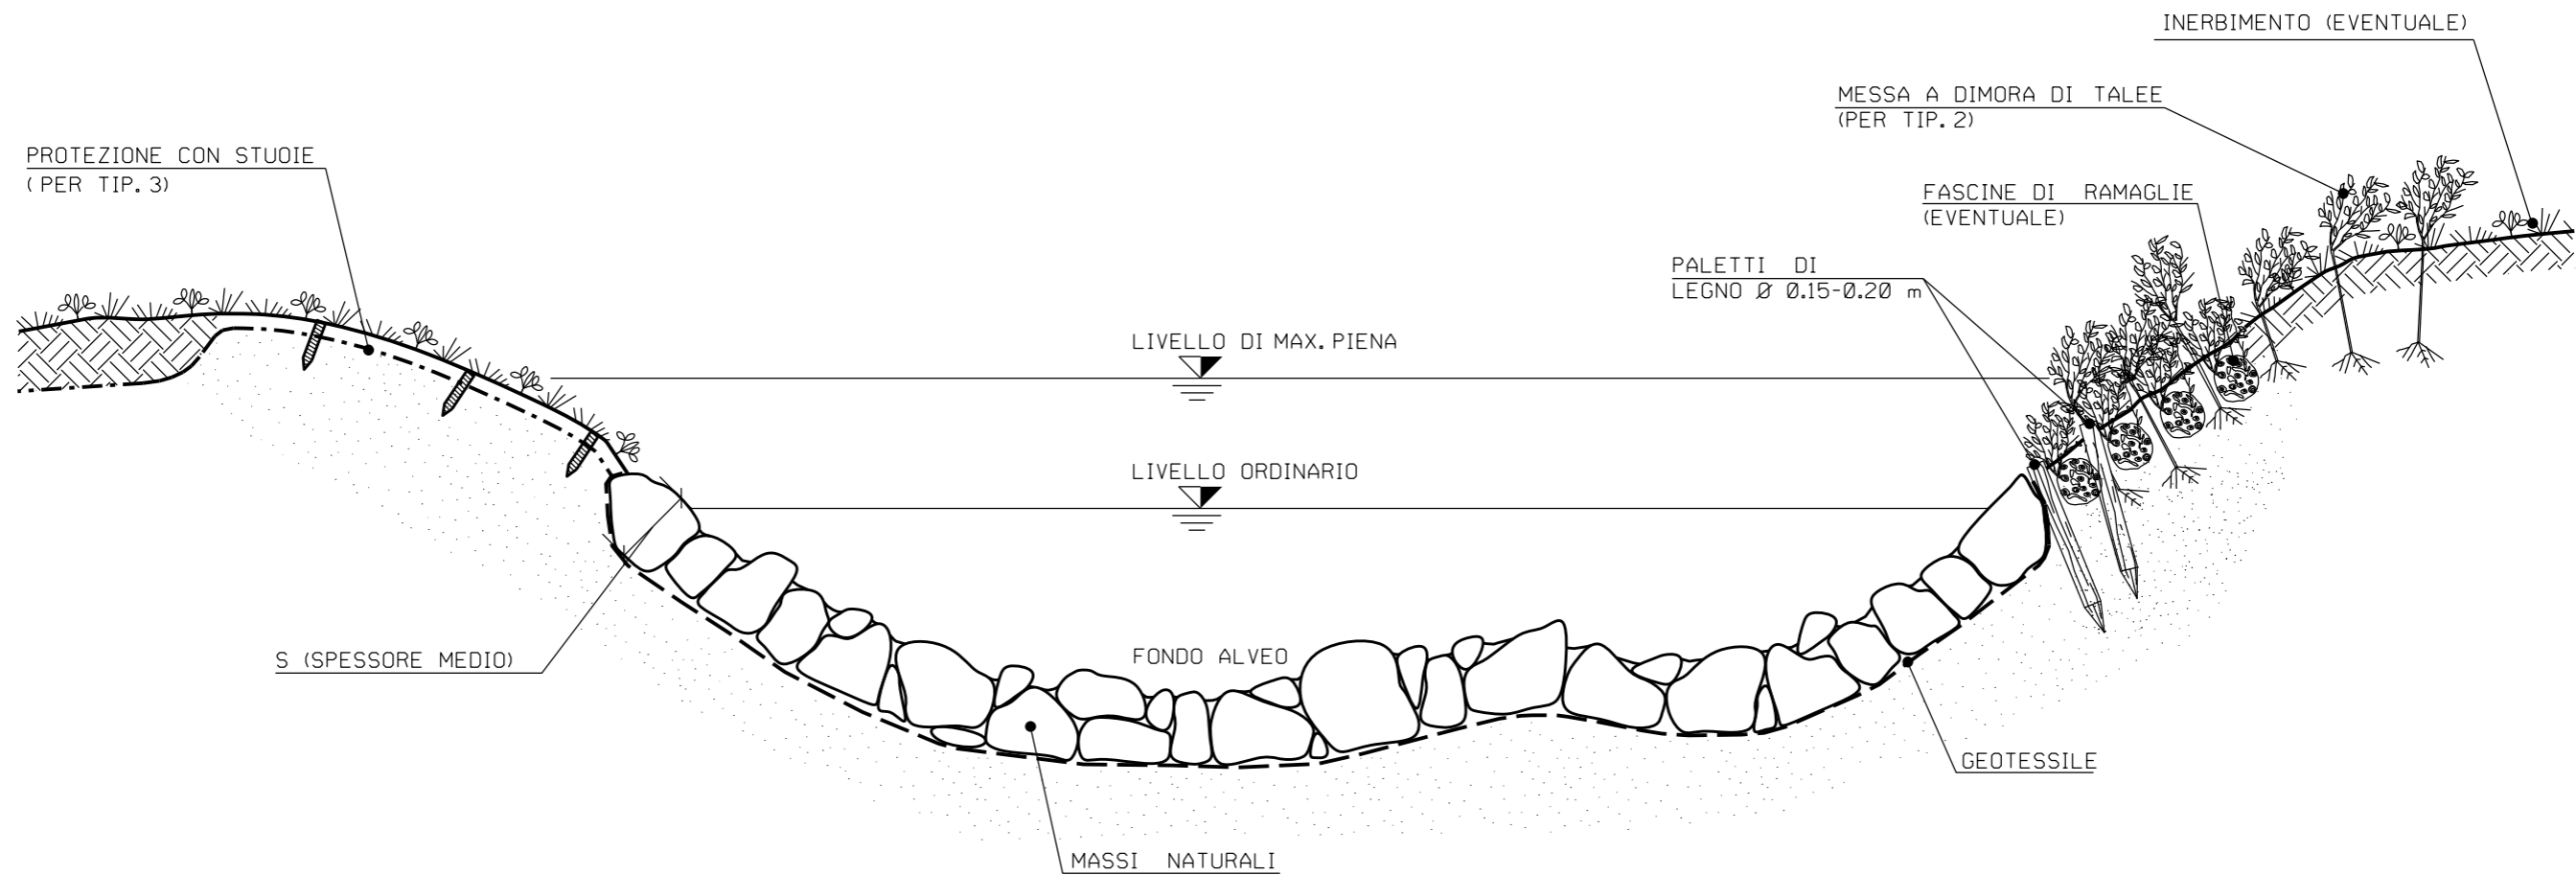 INERBIMENTO (EVENTUALE)
MESSA A DIMORA DI TALEE
(PER TIP.2)
PROTEZIONE CON STUOIE
(PER TIP.3)
FASCINE DI RAMAGLIE
(EVENTUALE)
PALETTI DI
LEGNO Ø 0.15-0.20 m
LIVELLO DI MAX.PIENA
LIVELLO ORDINARIO
S (SPESSORE MEDIO)
FONDO ALVEO
GEOTESSILE
MASSI NATURALI